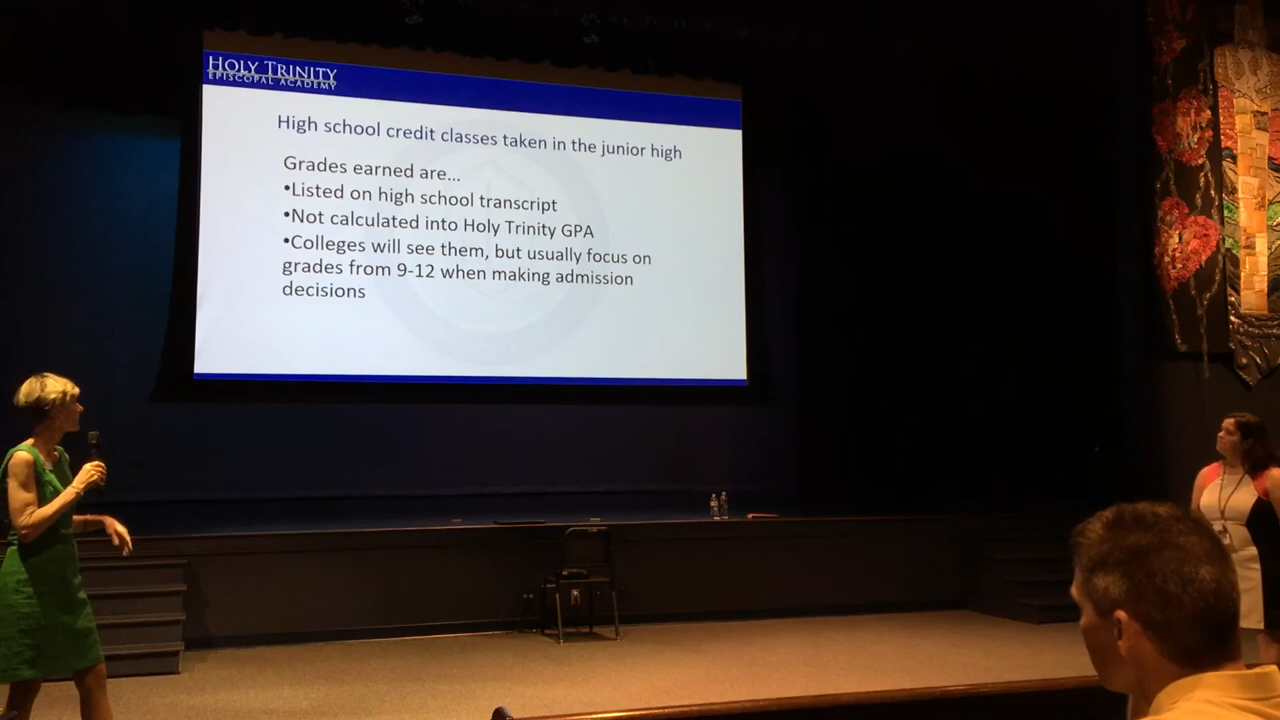 HOLY TRINITY
EPISCOPAL ACADEMY
High school credit classes taken in the junior high
Grades earned are...
•Listed on high school transcript
•Not calculated into Holy Trinity GPA
•Colleges will see them, but usually focus on
grades from 9-12 when making admission
decisions